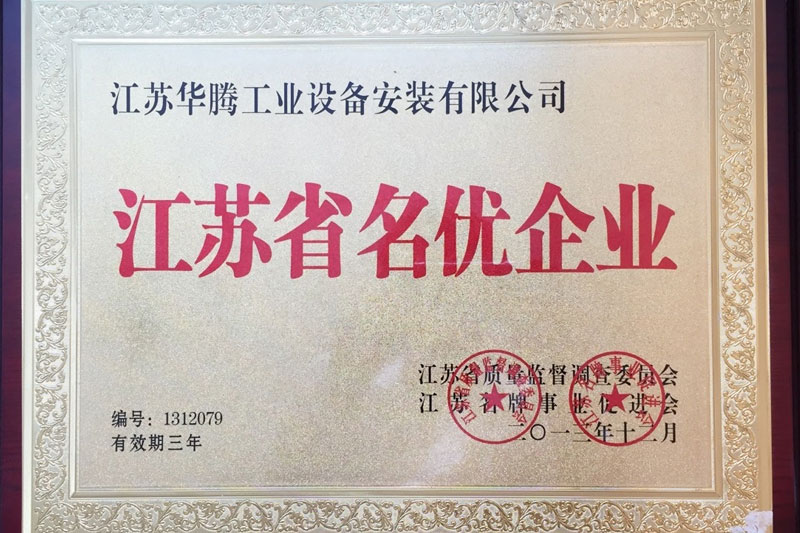 江苏华腾工业设备安装有限公司
江苏省名优企业
江苏省质量监督调查委员会
江苏名牌事业促进会
二〇一三年十二月
编号：1312079
有效期三年